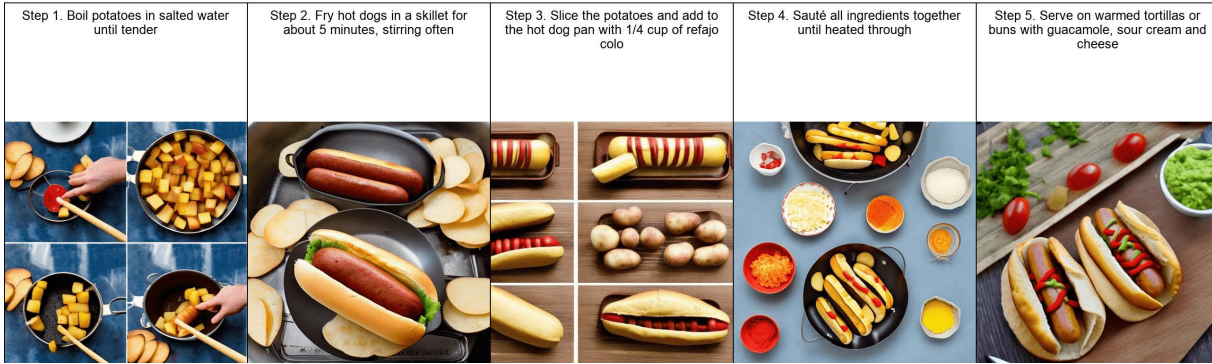 Step 1. Boil potatoes in salted water
until tender
Step 2. Fry hot dogs in a skillet for
about 5 minutes, stirring often
Step 3. Slice the potatoes and add to
the hot dog pan with 1/4 cup of refajo
colo
Step 4. Sauté all ingredients together
until heated through
Step 5. Serve on warmed tortillas or
buns with guacamole, sour cream and
cheese